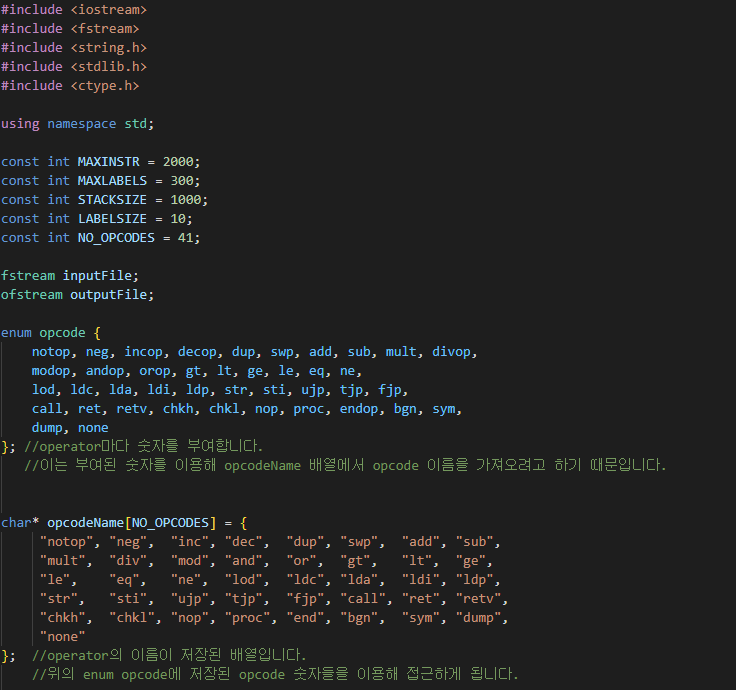 #include <iostream>
#include <fstream>
#include <string.h>
#include <stdlib.h>
#include <ctype.h>
using namespace std;
const int MAXINSTR = 2000;
const int MAXLABELS = 300;
const int STACKSIZE = 1000;
const int LABELSIZE = 10;
const int NO_OPCODES = 41;
fstream inputFile;
ofstream outputFile;
enum opcode {
notop, neg, incop, decop, dup, swp, add, sub, mult, divop,
modop, andop, orop, gt, lt, ge, le, eq, ne,
lod, ldc, lda, ldi, ldp, str, sti, ujp, tjp, fjp,
call, ret, retv, chkh, chkl, nop, proc, endop, bgn, sym,
dump, none
}; //operator마다 숫자를 부여합니다.
//이는 부여된 숫자를 이용해 opcodeName 배열에서 opcode 이름을 가져오려고 하기 때문입니다.
char* opcodeName[NO_OPCODES] = {
"notop", "neg", "inc", "dec", "dup", "swp", "add", "sub",
"mult", "div", "mod", "and", "or", "gt", "lt", "ge",
"le", "eq", "ne", "lod", "ldc", "lda", "ldi", "ldp",
"str", "sti", "ujp", "tjp", "fjp", "call", "ret", "retv",
"chkh", "chkl", "nop", "proc", "end", "bgn", "sym", "dump",
"none"
}; //operator의 이름이 저장된 배열입니다.
//위의 enum opcode에 저장된 opcode 숫자들을 이용해 접근하게 됩니다.